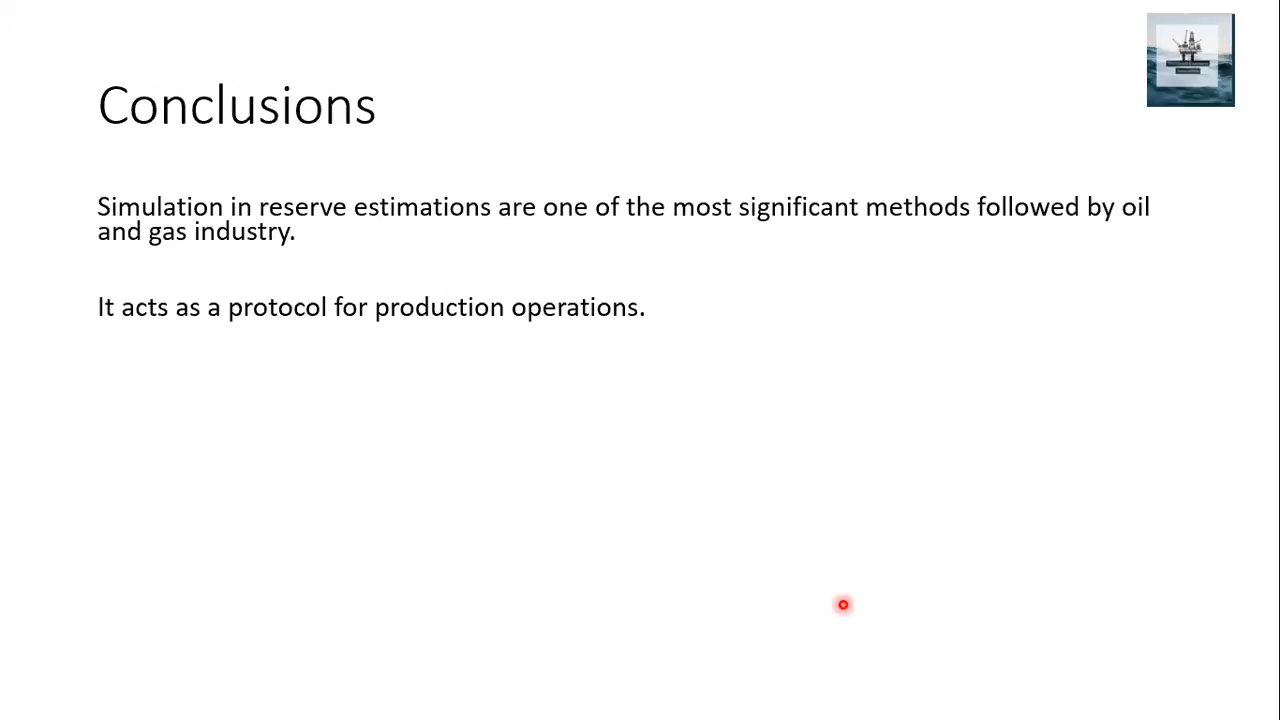 Conclusions
Simulation in reserve estimations are one of the most significant methods followed by oil
and gas industry.
It acts as a protocol for production operations.